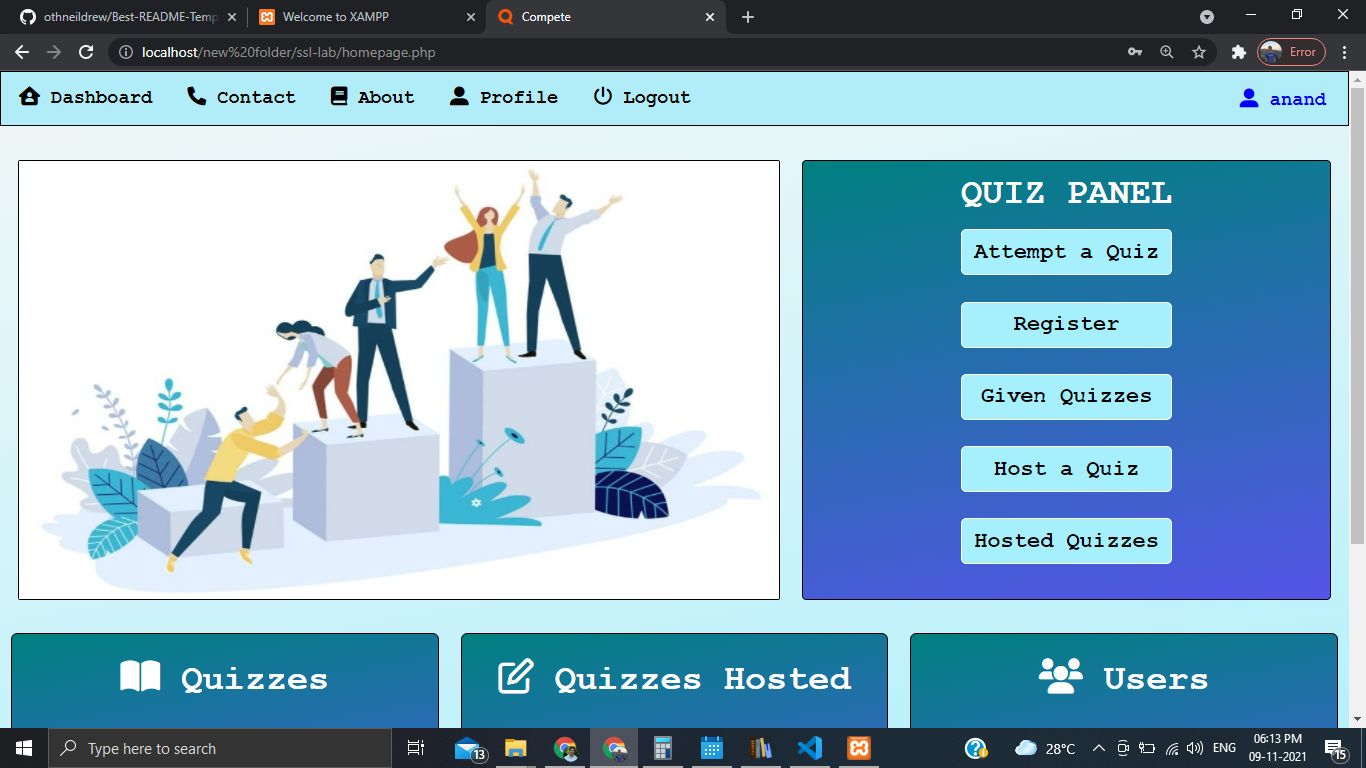 othneildrew/Best-README-Temp
Welcome to XAMPP
Compete
localhost/new%20folder/ssl-lab/homepage.php
Error
Dashboard
Contact
About
Profile
Logout
anand
QUIZ PANEL
Attempt a Quiz
Register
Given Quizzes
Host a Quiz
Hosted Quizzes
Quizzes
Quizzes Hosted
Users
Type here to search
13
28°C
ENG
06:13 PM
09-11-2021
15